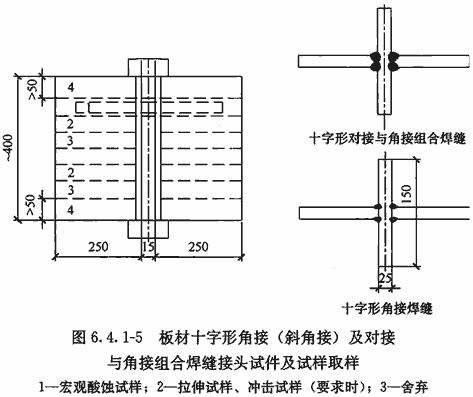 >50
4
~400
2
3
2
3
>50
4
250
15
250
十字形对接与角接组合焊缝
150
25
十字形角接焊缝
图 6.4.1-5 板材十字形角接（斜角接）及对接
与角接组合焊缝接头试件及试样取样
1—宏观酸蚀试样；2—拉伸试样、冲击试样（要求时）；3—舍弃